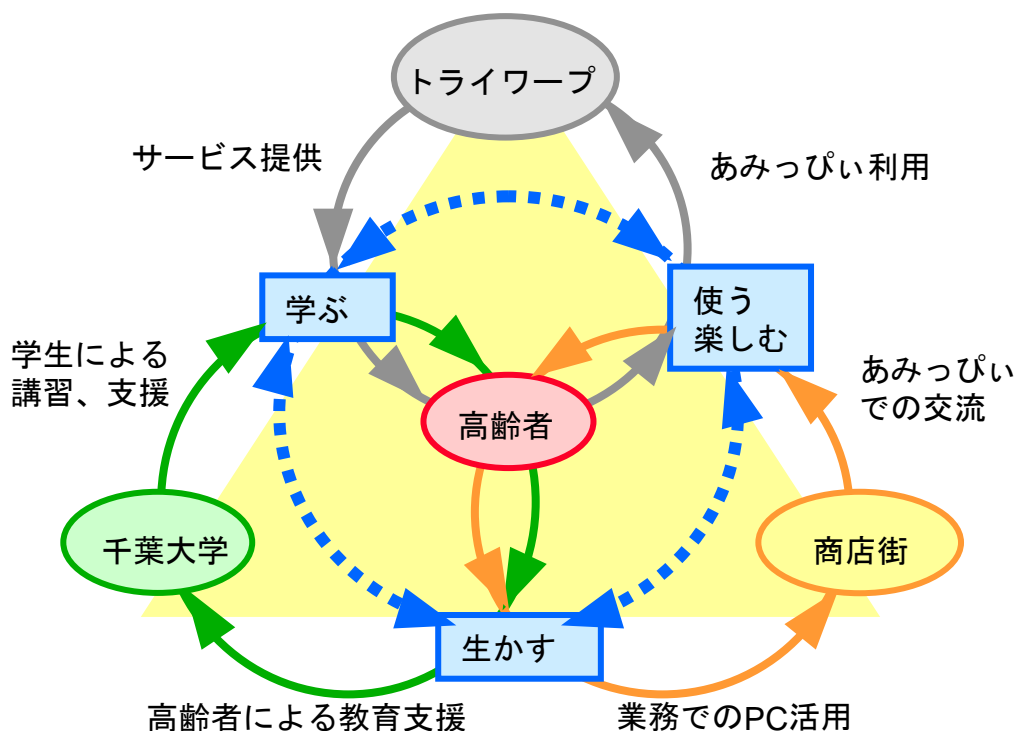 トライワープ
サービス提供
あみっぴぃ利用
学ぶ
使う
楽しむ
学生による
講習、支援
あみっぴぃ
での交流
高齢者
千葉大学
商店街
生かす
高齢者による教育支援
業務でのPC活用